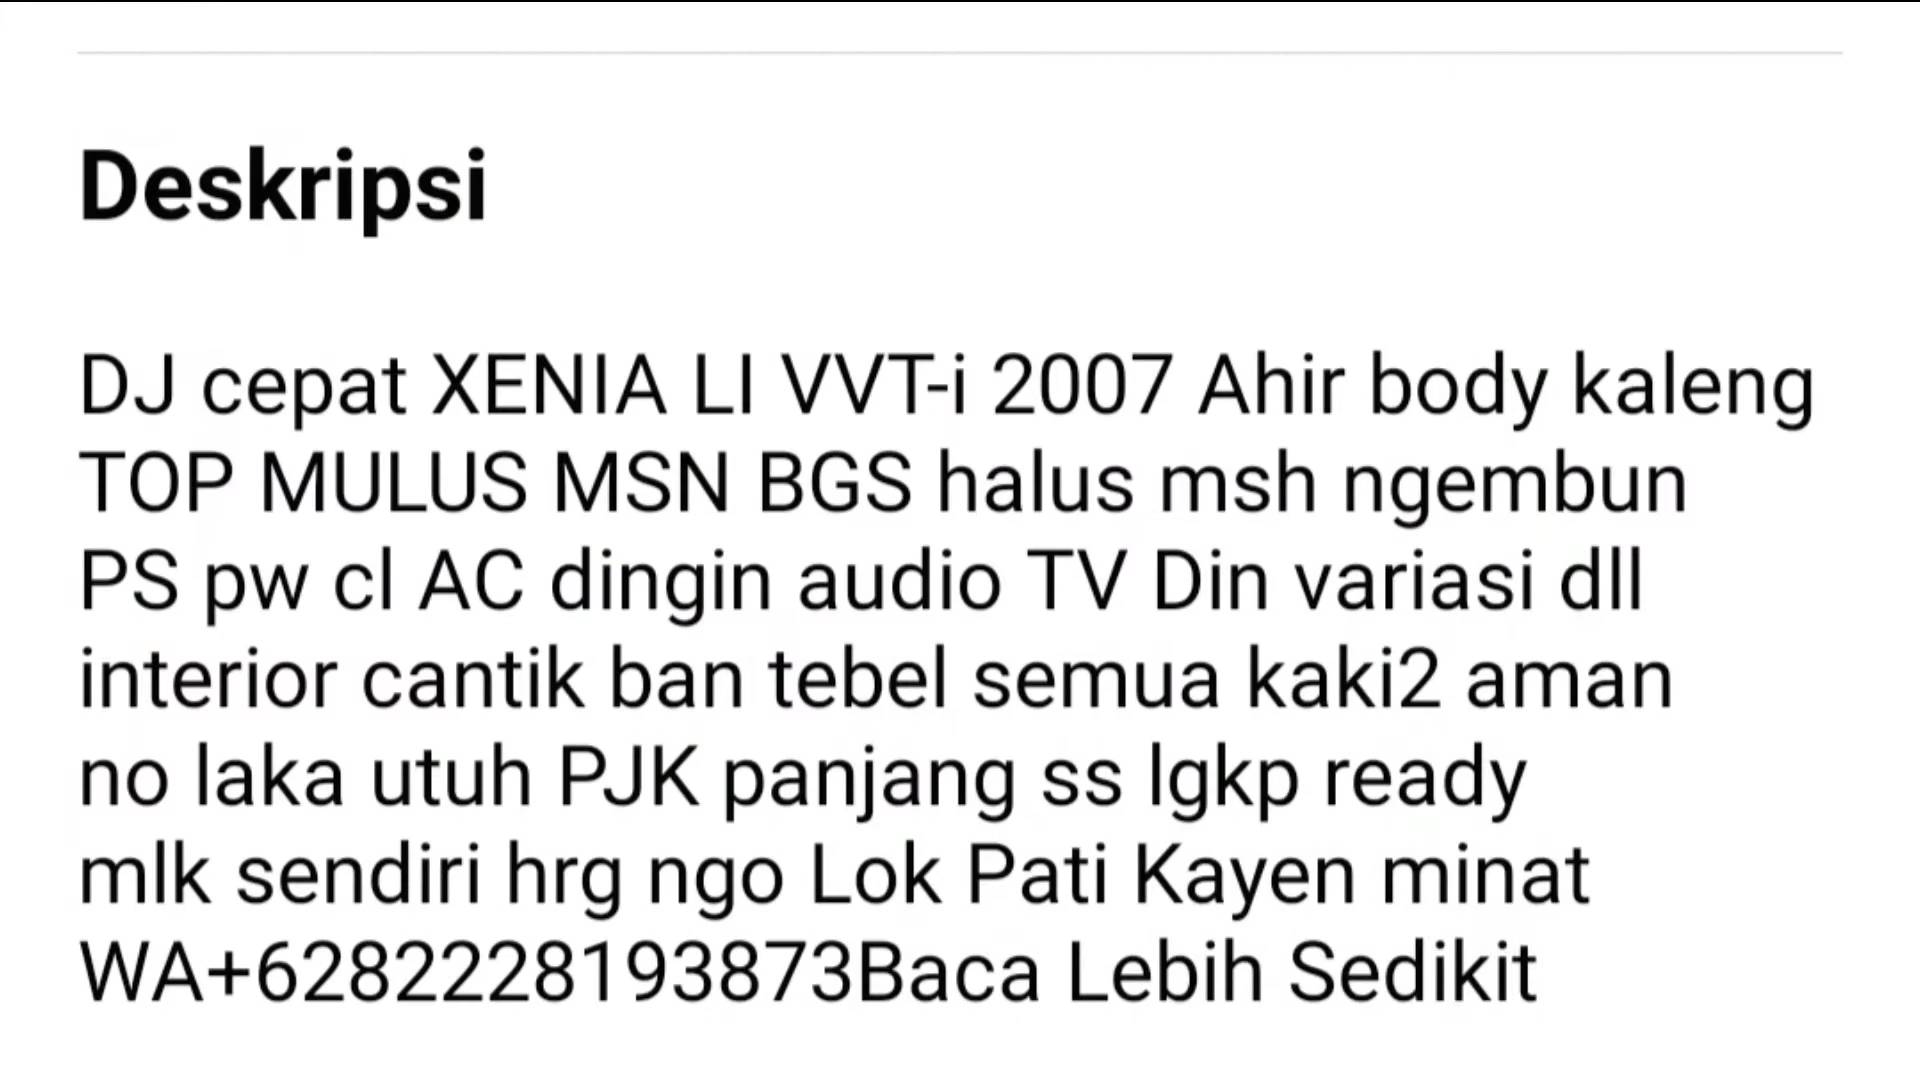 Deskripsi
DJ cepat XENIA LI VVT-i 2007 Ahir body kaleng
TOP MULUS MSN BGS halus msh ngembun
PS pw cl AC dingin audio TV Din variasi dll
interior cantik ban tebel semua kaki2 aman
no laka utuh PJK panjang ss lgkp ready
mlk sendiri hrg ngo Lok Pati Kayen minat
WA+6282228193873Baca Lebih Sedikit